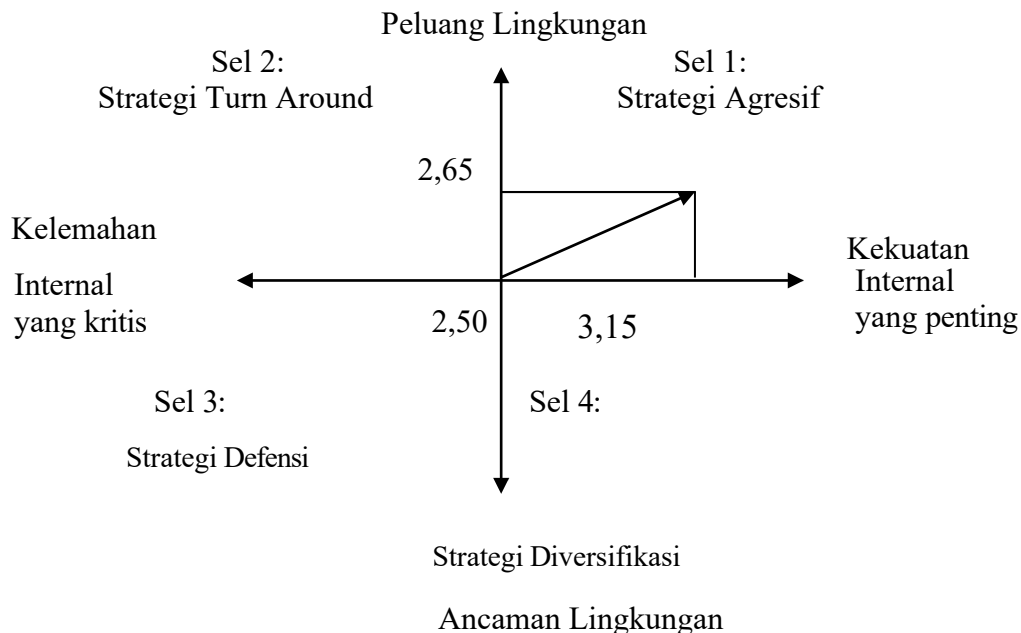 Peluang Lingkungan
Sel 2:
Strategi Turn Around
Sel 1:
Strategi Agresif
2,65
Kelemahan
Internal
yang kritis
Kekuatan
Internal
yang penting
2,50
3,15
Sel 3:
Strategi Defensi
Sel 4:
Strategi Diversifikasi
Ancaman Lingkungan